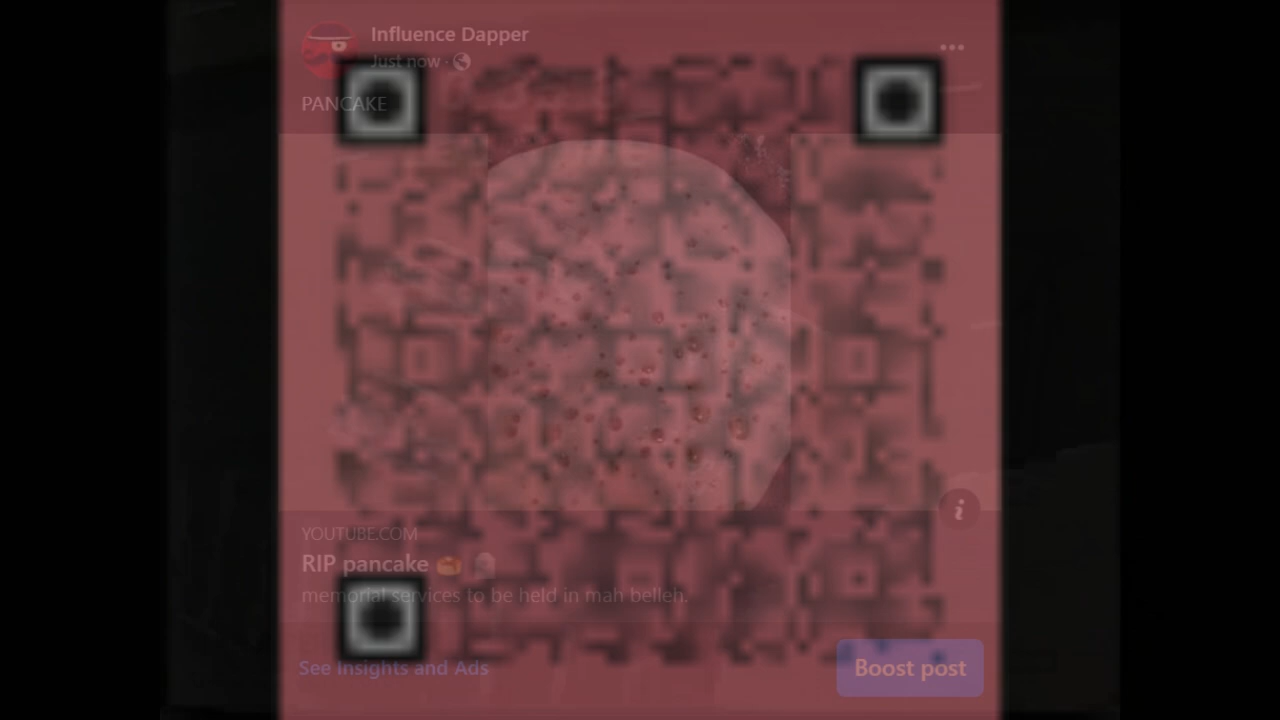 Influence Dapper
Just now ·
PANCAKE
YOUTUBE.COM
RIP pancake 🥞 🪦
memorial services to be held in mah belleh.
See Insights and Ads
Boost post